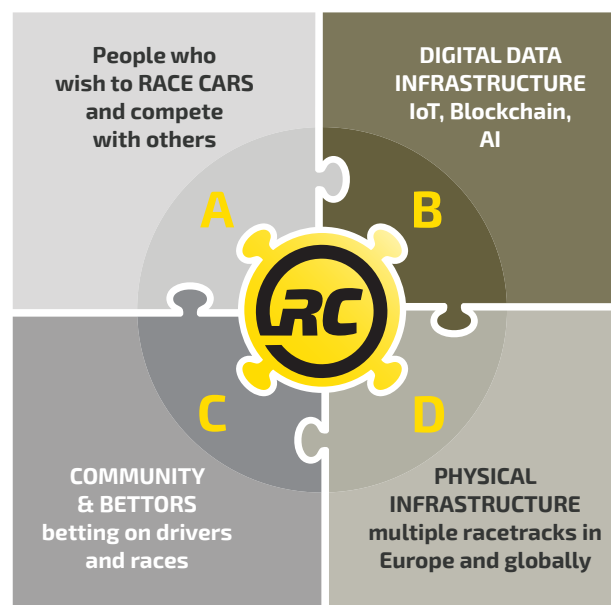 People who
wish to RACE CARS
and compete
with others
DIGITAL DATA
INFRASTRUCTURE
IoT, Blockchain,
AI
A
B
RC
C
D
COMMUNITY
& BETTORS
betting on drivers
and races
PHYSICAL
INFRASTRUCTURE
multiple racetracks in
Europe and globally